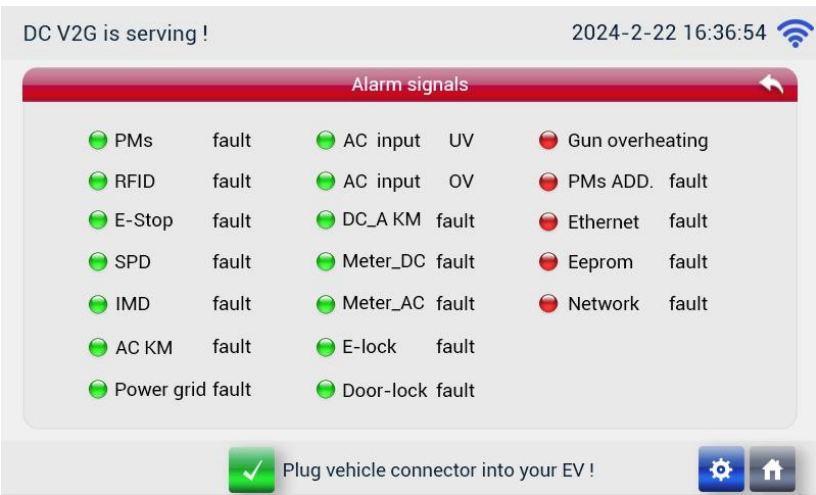 DC V2G is serving !
2024-2-22 16:36:54
Alarm signals
PMs fault
AC input UV
Gun overheating
RFID fault
AC input OV
PMs ADD. fault
E-Stop fault
DC_A KM fault
Ethernet fault
SPD fault
Meter_DC fault
Eeprom fault
IMD fault
Meter_AC fault
Network fault
AC KM fault
E-lock fault
Power grid fault
Door-lock fault
Plug vehicle connector into your EV !